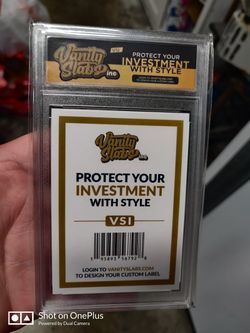 Vanity
Slabs inc
VSI
PROTECT YOUR
INVESTMENT
WITH STYLE
Vanity
Slabs inc
PROTECT YOUR
INVESTMENT
WITH STYLE
VSI
LOGIN TO VANITYSLABS.COM
TO DESIGN YOUR CUSTOM LABEL
Shot on OnePlus
Powered by Dual Camera